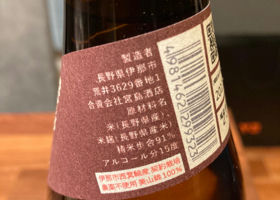 製造者
長野県伊那市
荒井3629番地1
合資会社宮島酒店
原材料名
米(長野県産)
米麹(長野県産米)
精米歩合91%
アルコール分15度
伊那市西箕輪産 契約栽培
農薬不使用 美山錦100%